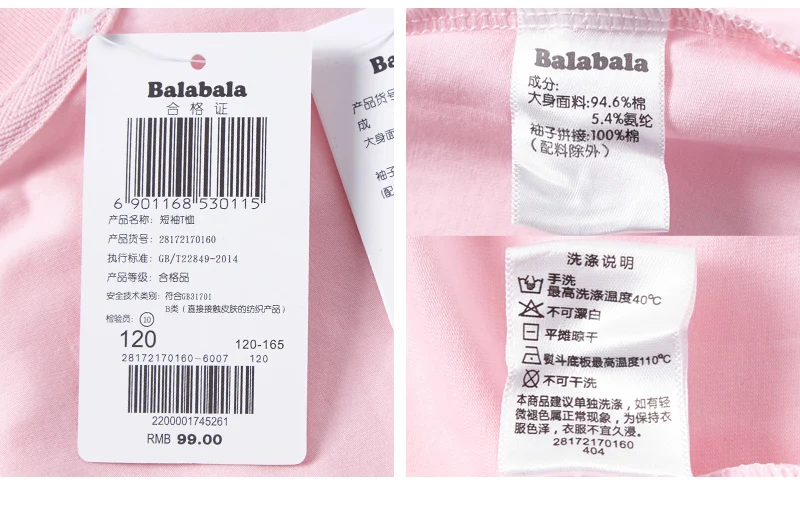 Balabala
合格证
6 901168 530115
产品名称: 短袖T恤
产品货号: 28172170160
执行标准: GB/T22849-2014
产品等级: 合格品
安全技术类别: 符合GB31701
B类（直接接触皮肤的纺织产品）
检验员: 10
120 120-165
28172170160-6007 120
2200001745261
RMB 99.00
Ba
产品货号
成
大身面
袖子
(配
Balabala
成分:
大身面料:94.6%棉
5.4%氨纶
袖子拼接:100%棉
（配料除外）
洗涤说明
手洗
最高洗涤温度40℃
不可漂白
平摊晾干
熨斗底板最高温度110℃
不可干洗
本商品建议单独洗涤，如有轻
微褪色属正常现象，为保持衣
服色泽，衣服不宜久浸。
28172170160
404